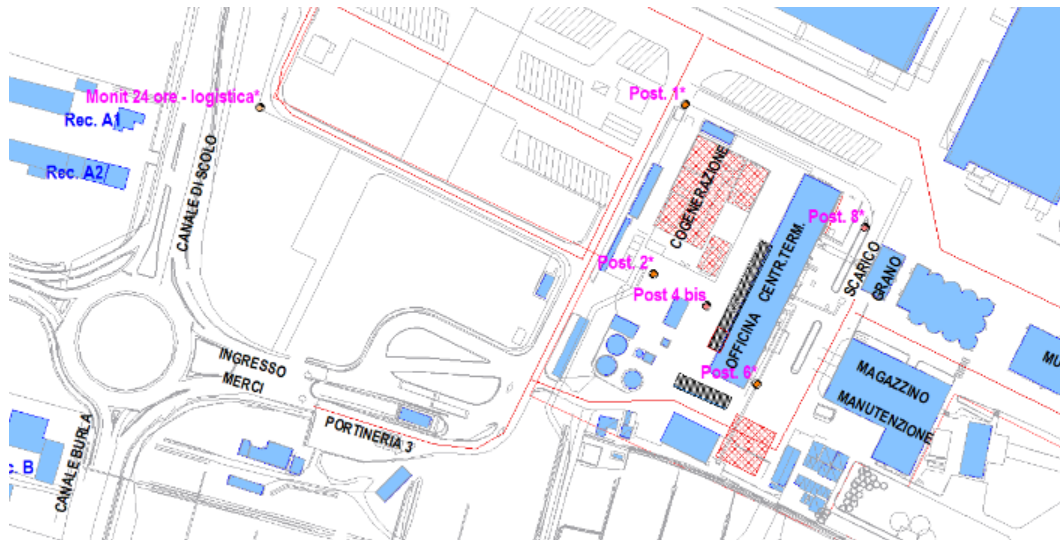 Monit 24 ore - logistica*
Post. 1*
Rec. A1
Rec. A2/
CANALE DI SCOLO
COGENERAZIONE
Post. 8*
Post. 2*
CENTR.TERM.
OFFICINA
SCARICO
GRANO
Post 4 bis
INGRESSO
MERCI
Post. 6*
MAGAZZINO
MANUTENZIONE
MU
PORTINERIA 3
CANALE BURLA
c. B